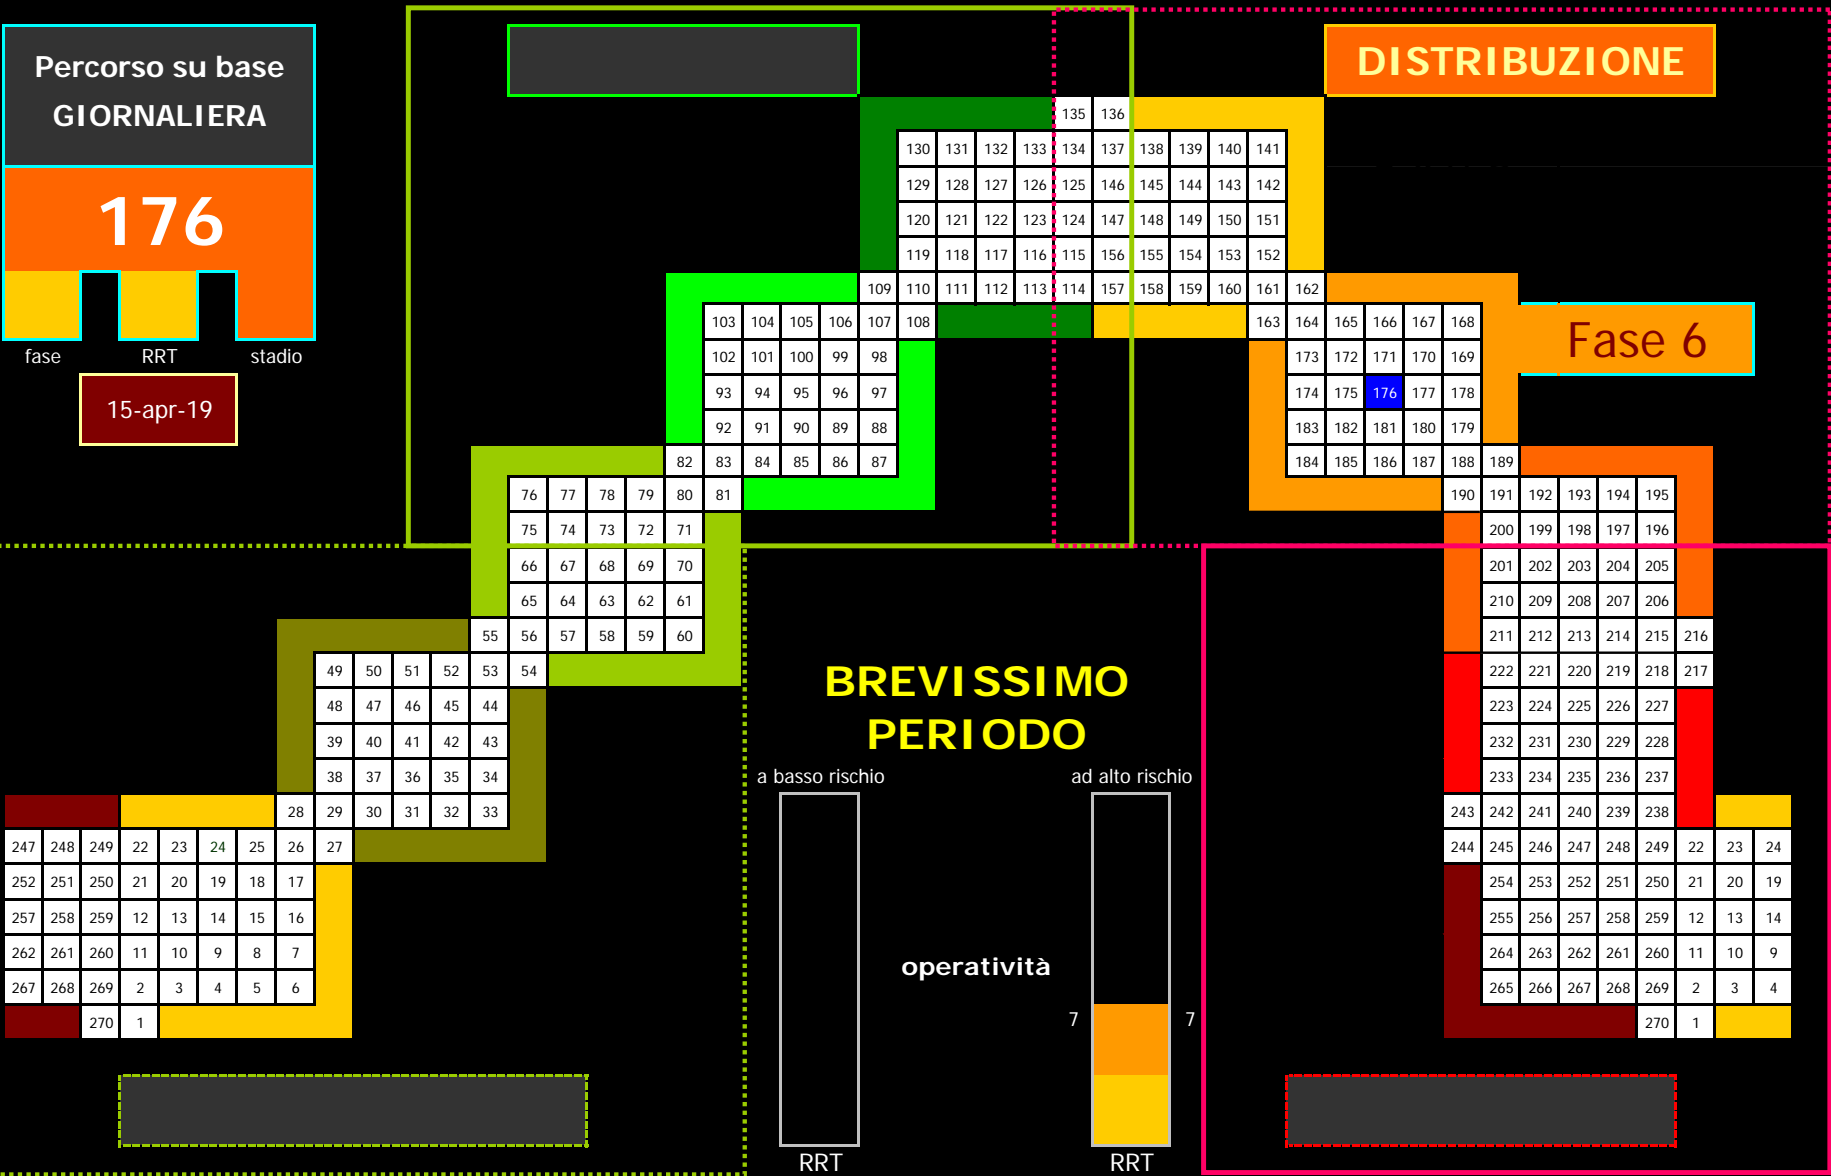 Percorso su base
GIORNALIERA
176
fase RRT stadio
15-apr-19
DISTRIBUZIONE
Fase 6
135 136
130 131 132 133 134 137 138 139 140 141
129 128 127 126 125 146 145 144 143 142
120 121 122 123 124 147 148 149 150 151
119 118 117 116 115 156 155 154 153 152
109 110 111 112 113 114 157 158 159 160 161 162
103 104 105 106 107 108 163 164 165 166 167 168
102 101 100 99 98 173 172 171 170 169
93 94 95 96 97 174 175 176 177 178
92 91 90 89 88 183 182 181 180 179
82 83 84 85 86 87 184 185 186 187 188 189
76 77 78 79 80 81 190 191 192 193 194 195
75 74 73 72 71 200 199 198 197 196
66 67 68 69 70 201 202 203 204 205
65 64 63 62 61 210 209 208 207 206
55 56 57 58 59 60 211 212 213 214 215 216
49 50 51 52 53 54 222 221 220 219 218 217
48 47 46 45 44 223 224 225 226 227
39 40 41 42 43 232 231 230 229 228
38 37 36 35 34 233 234 235 236 237
28 29 30 31 32 33 243 242 241 240 239 238
247 248 249 22 23 24 25 26 27 244 245 246 247 248 249 22 23 24
252 251 250 21 20 19 18 17 254 253 252 251 250 21 20 19
257 258 259 12 13 14 15 16 255 256 257 258 259 12 13 14
262 261 260 11 10 9 8 7 264 263 262 261 260 11 10 9
267 268 269 2 3 4 5 6 265 266 267 268 269 2 3 4
270 1 270 1
BREVISSIMO
PERIODO
a basso rischio ad alto rischio
operatività
7 7
RRT RRT